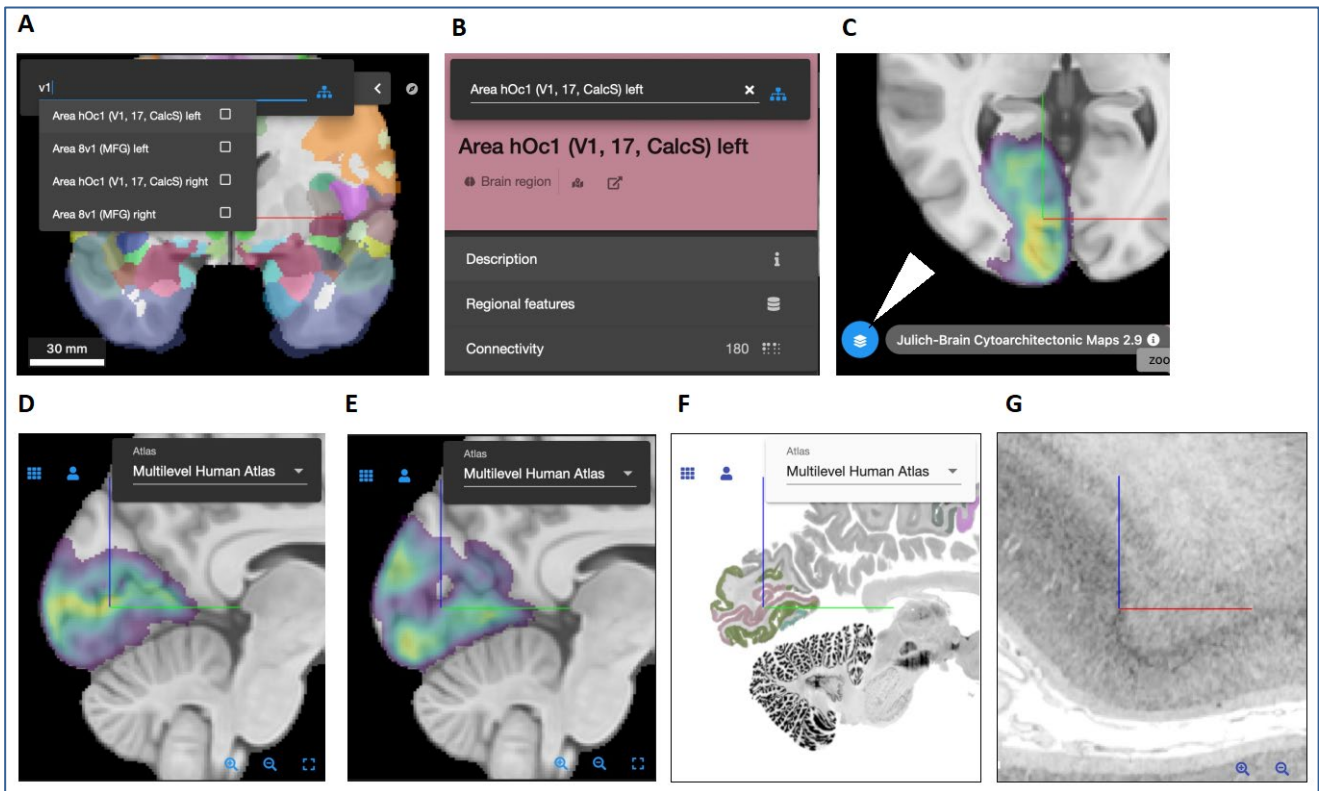 A
v1
Area hOc1 (V1, 17, CalcS) left
Area 8v1 (MFG) left
Area hOc1 (V1, 17, CalcS) right
Area 8v1 (MFG) right
30 mm
B
Area hOc1 (V1, 17, CalcS) left
Area hOc1 (V1, 17, CalcS) left
Brain region
Description
Regional features
Connectivity 180
C
Julich-Brain Cytoarchitectonic Maps 2.9
zoo
D
Atlas
Multilevel Human Atlas
E
Atlas
Multilevel Human Atlas
F
Atlas
Multilevel Human Atlas
G